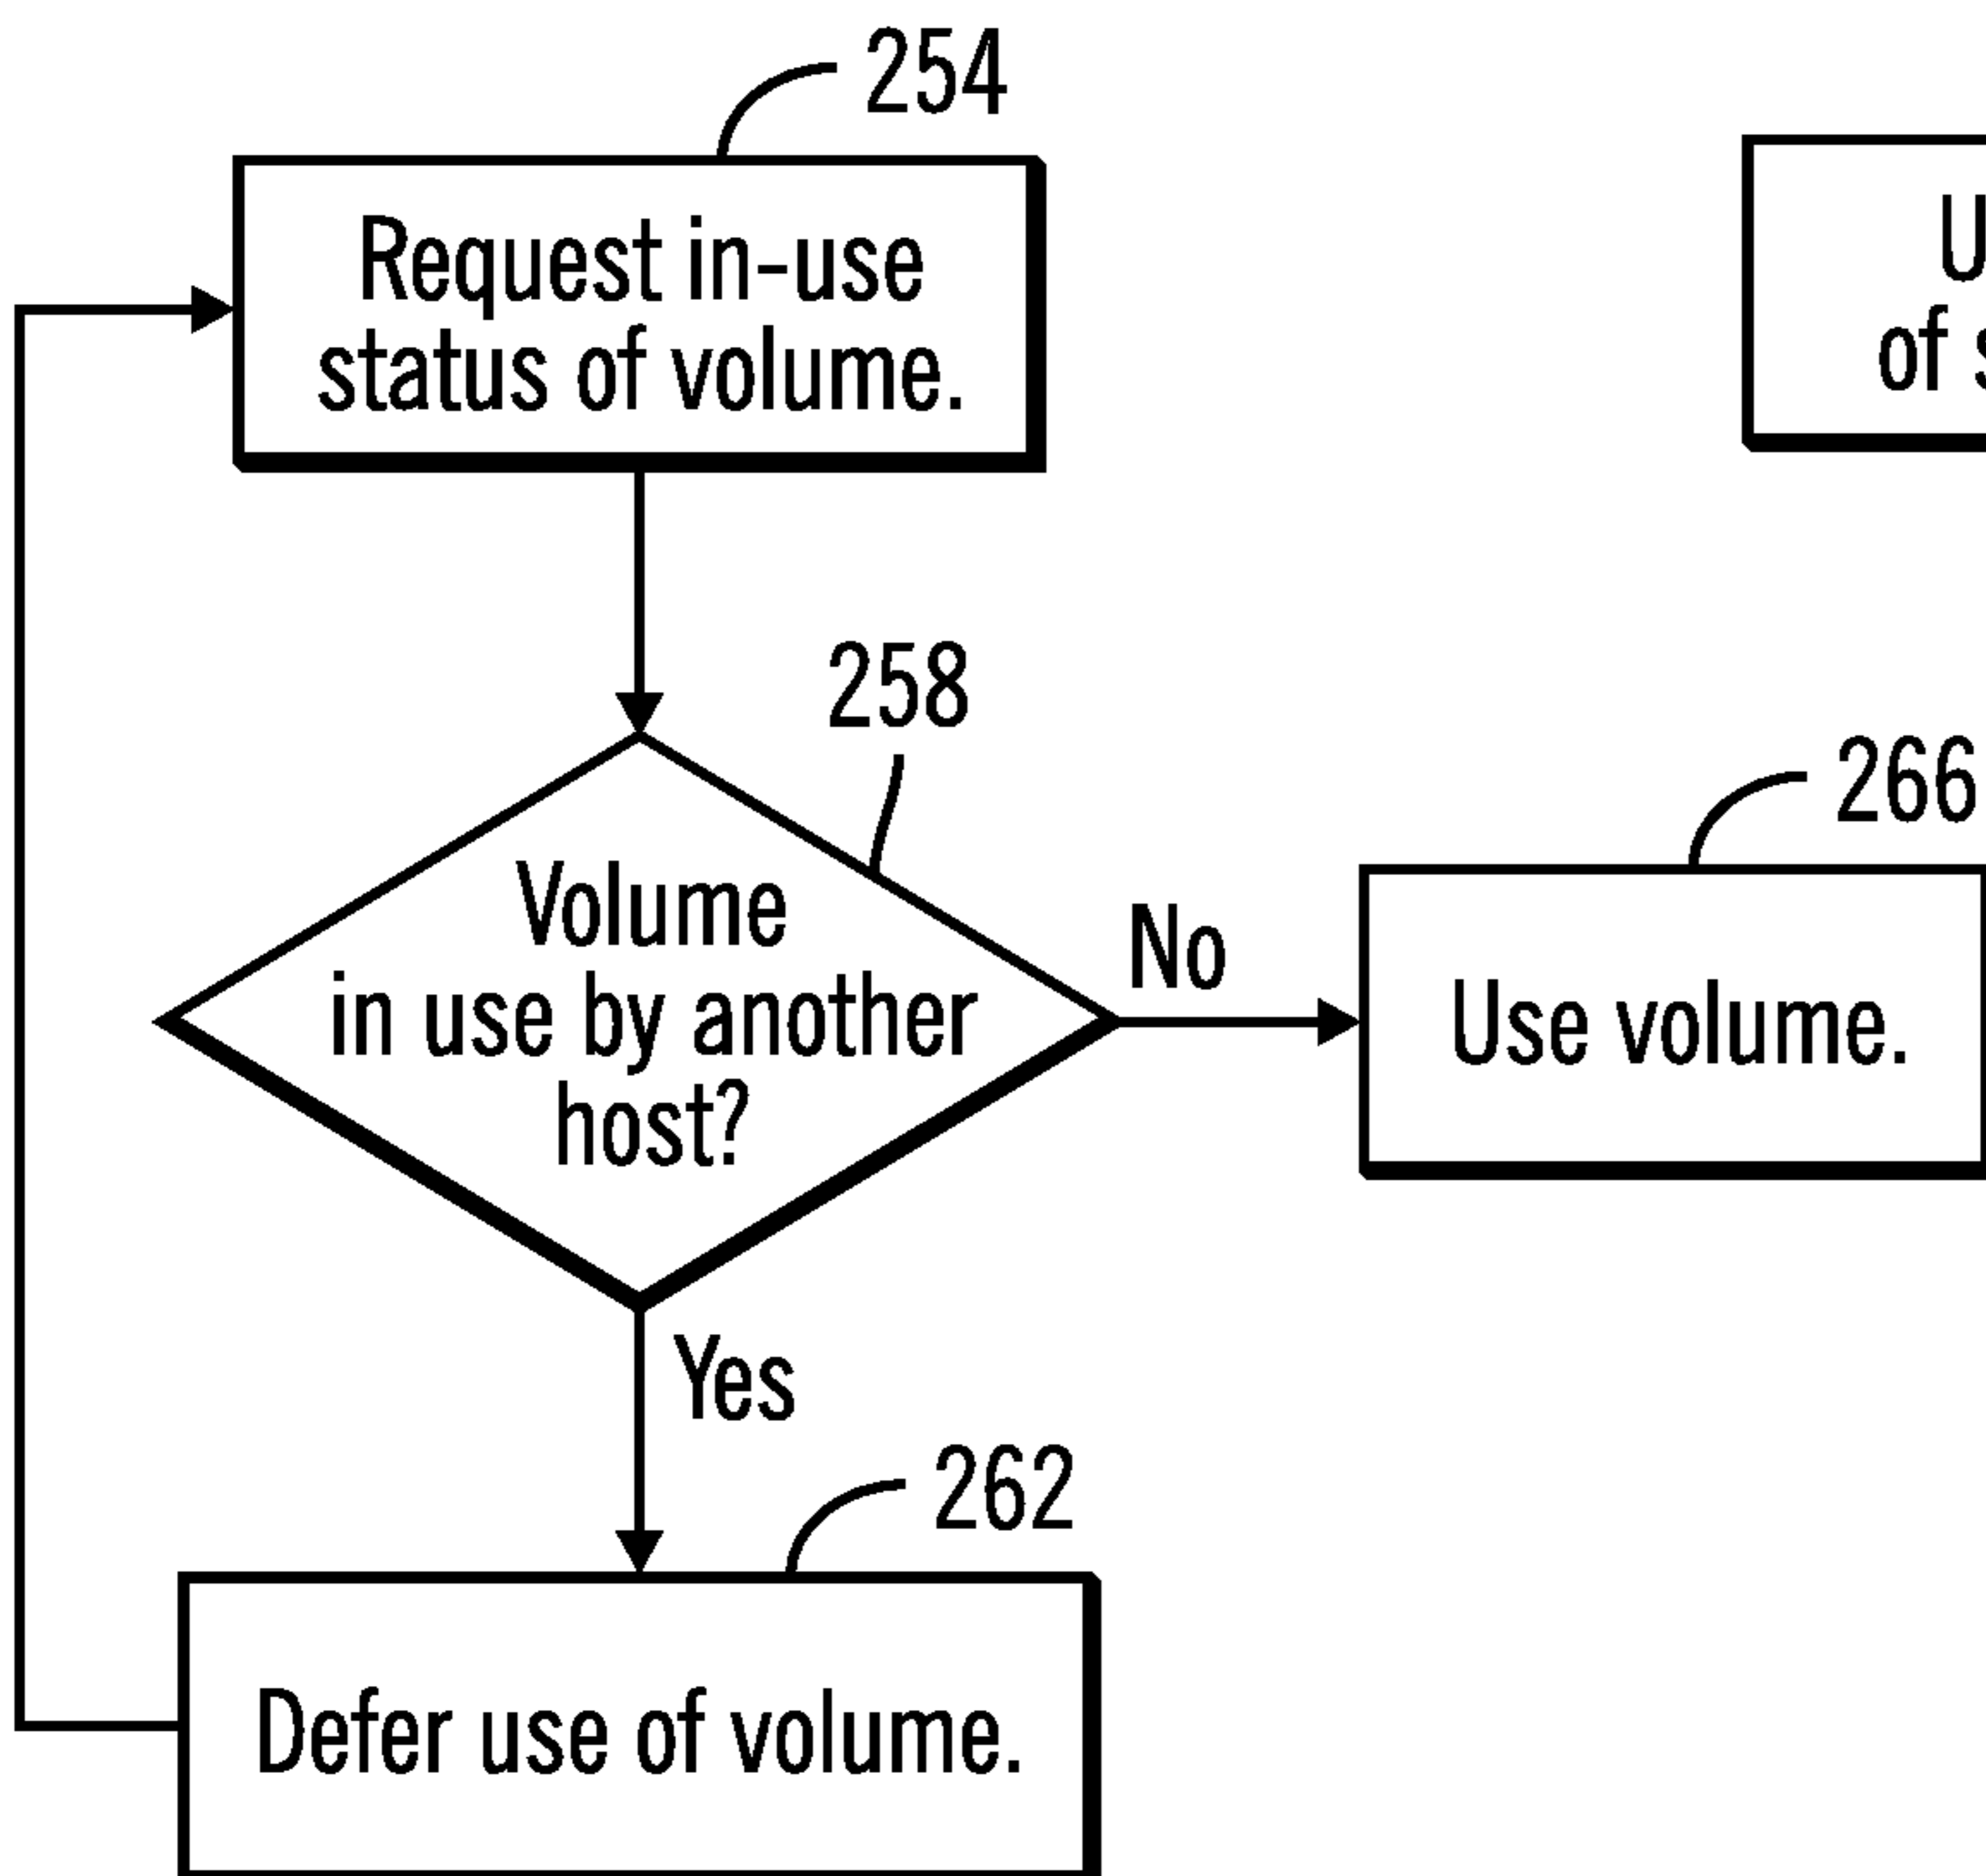 254
Request in-use
status of volume.
of
258
Volume
in use by another
host?
No
266
Use volume.
Yes
262
Defer use of volume.